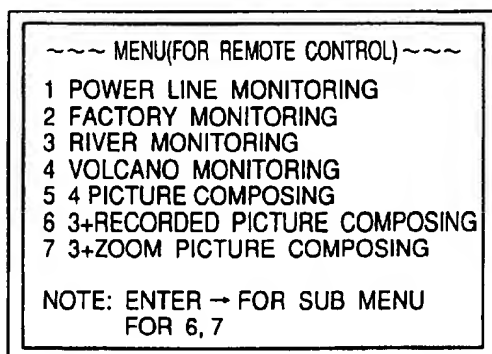 ~~~ MENU(FOR REMOTE CONTROL)~~~
1 POWER LINE MONITORING
2 FACTORY MONITORING
3 RIVER MONITORING
4 VOLCANO MONITORING
5 4 PICTURE COMPOSING
6 3+RECORDED PICTURE COMPOSING
7 3+ZOOM PICTURE COMPOSING
NOTE: ENTER → FOR SUB MENU
FOR 6, 7